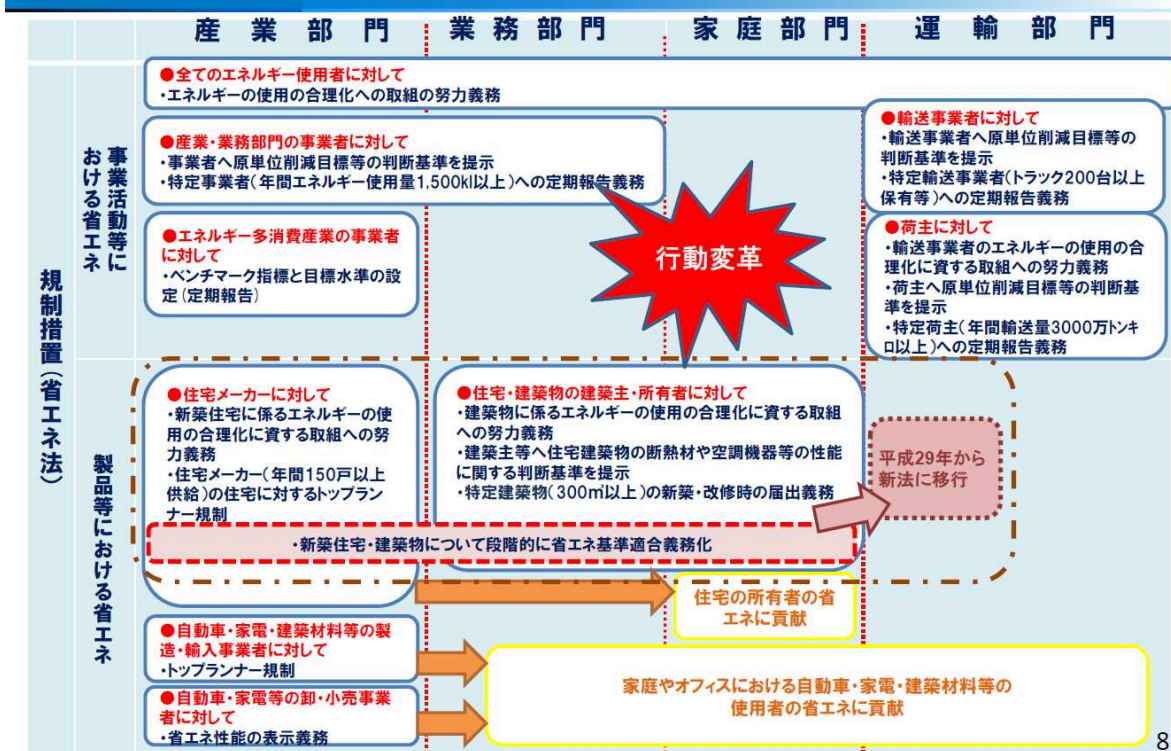 産業部門
業務部門
家庭部門
運輸部門
規制措置(省エネ法)
事業活動等に
おける省エネ
●全てのエネルギー使用者に対して
・エネルギーの使用の合理化への取組の努力義務
●産業・業務部門の事業者に対して
・事業者へ原単位削減目標等の判断基準を提示
・特定事業者(年間エネルギー使用量1,500kl以上)への定期報告義務
●エネルギー多消費産業の事業者
に対して
・ベンチマーク指標と目標水準の設
定(定期報告)
行動変革
●輸送事業者に対して
・輸送事業者へ原単位削減目標等の
判断基準を提示
・特定輸送事業者(トラック200台以上
保有等)への定期報告義務
●荷主に対して
・輸送事業者のエネルギーの使用の合
理化に資する取組への努力義務
・荷主へ原単位削減目標等の判断基
準を提示
・特定荷主(年間輸送量3000万トンキ
ロ以上)への定期報告義務
製品等における省エネ
●住宅メーカーに対して
・新築住宅に係るエネルギーの使
用の合理化に資する取組への努
力義務
・住宅メーカー(年間150戸以上
供給)の住宅に対するトップラン
ナー規制
●住宅・建築物の建築主・所有者に対して
・建築物に係るエネルギーの使用の合理化に資する取組
への努力義務
・建築主等へ住宅建築物の断熱材や空調機器等の性能
に関する判断基準を提示
・特定建築物(300㎡以上)の新築・改修時の届出義務
平成29年から
新法に移行
・新築住宅・建築物について段階的に省エネ基準適合義務化
住宅の所有者の省
エネに貢献
●自動車・家電・建築材料等の製
造・輸入事業者に対して
・トップランナー規制
●自動車・家電等の卸・小売事業
者に対して
・省エネ性能の表示義務
家庭やオフィスにおける自動車・家電・建築材料等の
使用者の省エネに貢献
8